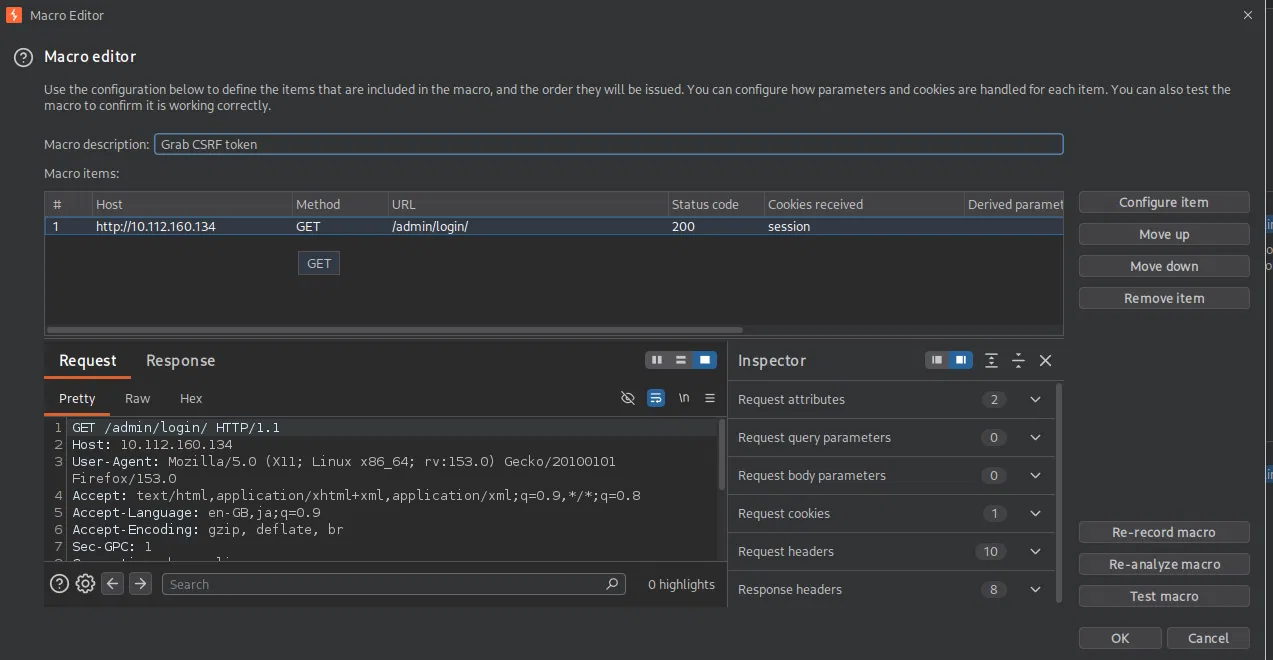 Macro Editor
Macro editor
Use the configuration below to define the items that are included in the macro, and the order they will be issued. You can configure how parameters and cookies are handled for each item. You can also test the
macro to confirm it is working correctly.
Macro description: Grab CSRF token
Macro items:
# Host Method URL Status code Cookies received Derived paramet
1 http://10.112.160.134 GET /admin/login/ 200 session
GET
Configure item
Move up
Move down
Remove item
Request Response
Pretty Raw Hex
\n
1 GET /admin/login/ HTTP/1.1
2 Host: 10.112.160.134
3 User-Agent: Mozilla/5.0 (X11; Linux x86_64; rv:153.0) Gecko/20100101
Firefox/153.0
4 Accept: text/html,application/xhtml+xml,application/xml;q=0.9,*/*;q=0.8
5 Accept-Language: en-GB,ja;q=0.9
6 Accept-Encoding: gzip, deflate, br
7 Sec-GPC: 1
Search
0 highlights
Inspector
Request attributes 2
Request query parameters 0
Request body parameters 0
Request cookies 1
Request headers 10
Response headers 8
Re-record macro
Re-analyze macro
Test macro
OK Cancel